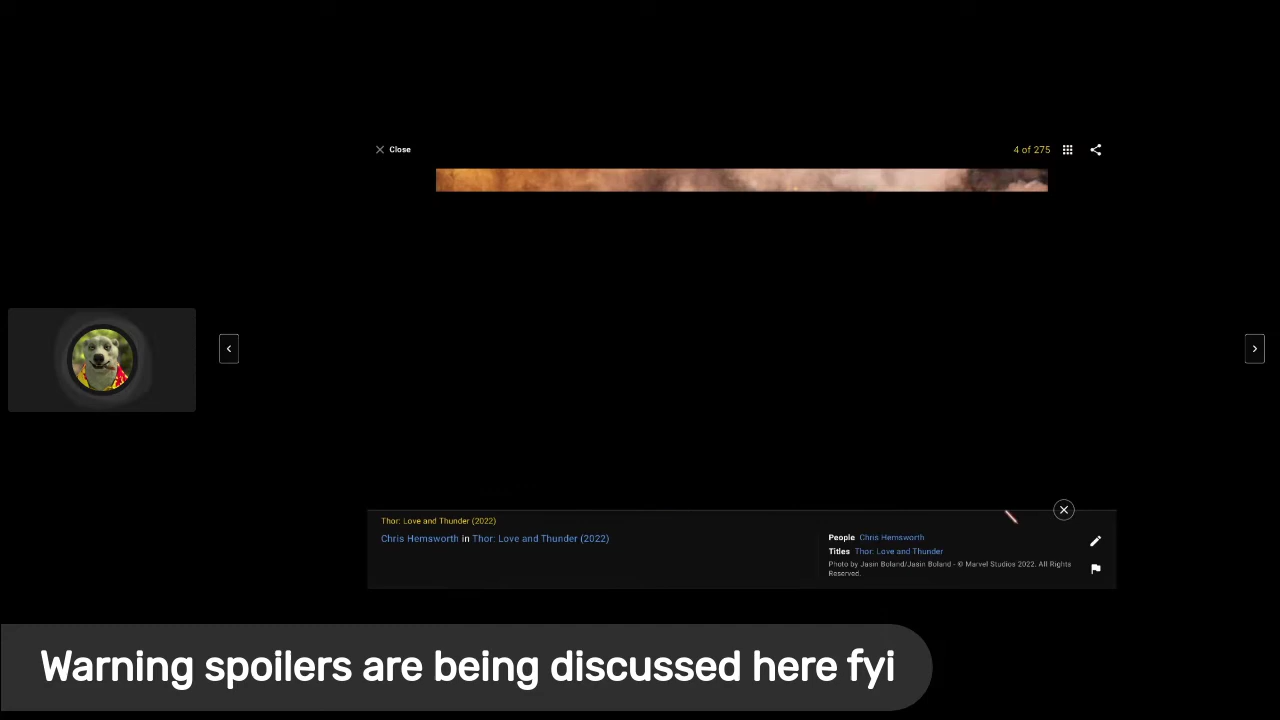 Close
4 of 275
Thor: Love and Thunder (2022)
Chris Hemsworth in Thor: Love and Thunder (2022)
People Chris Hemsworth
Titles Thor: Love and Thunder
Photo by Jasin Boland/Jasin Boland - © Marvel Studios 2022. All Rights
Reserved.
Warning spoilers are being discussed here fyi